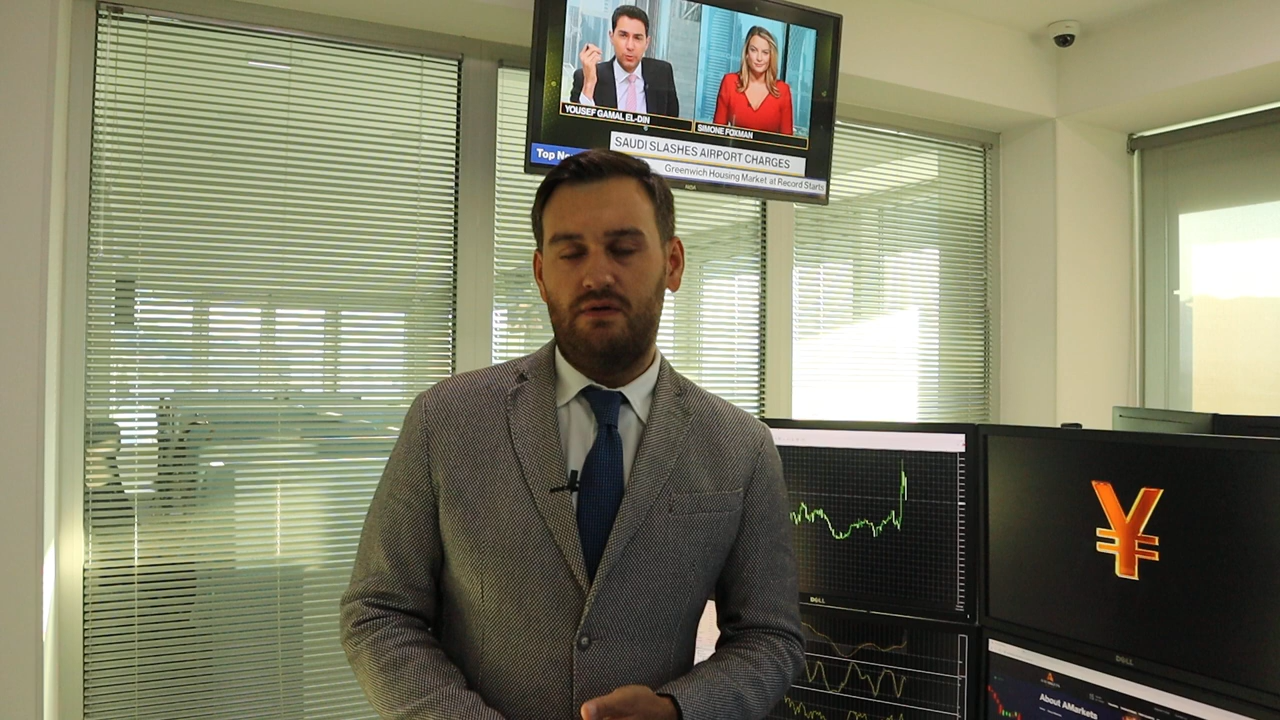 YOUSEF GAMAL EL-DIN
SIMONE FOXMAN
SAUDI SLASHES AIRPORT CHARGES
Top
Greenwich Housing Market at Record Starts
NOA
¥
DELL
DELL
About AMarkets